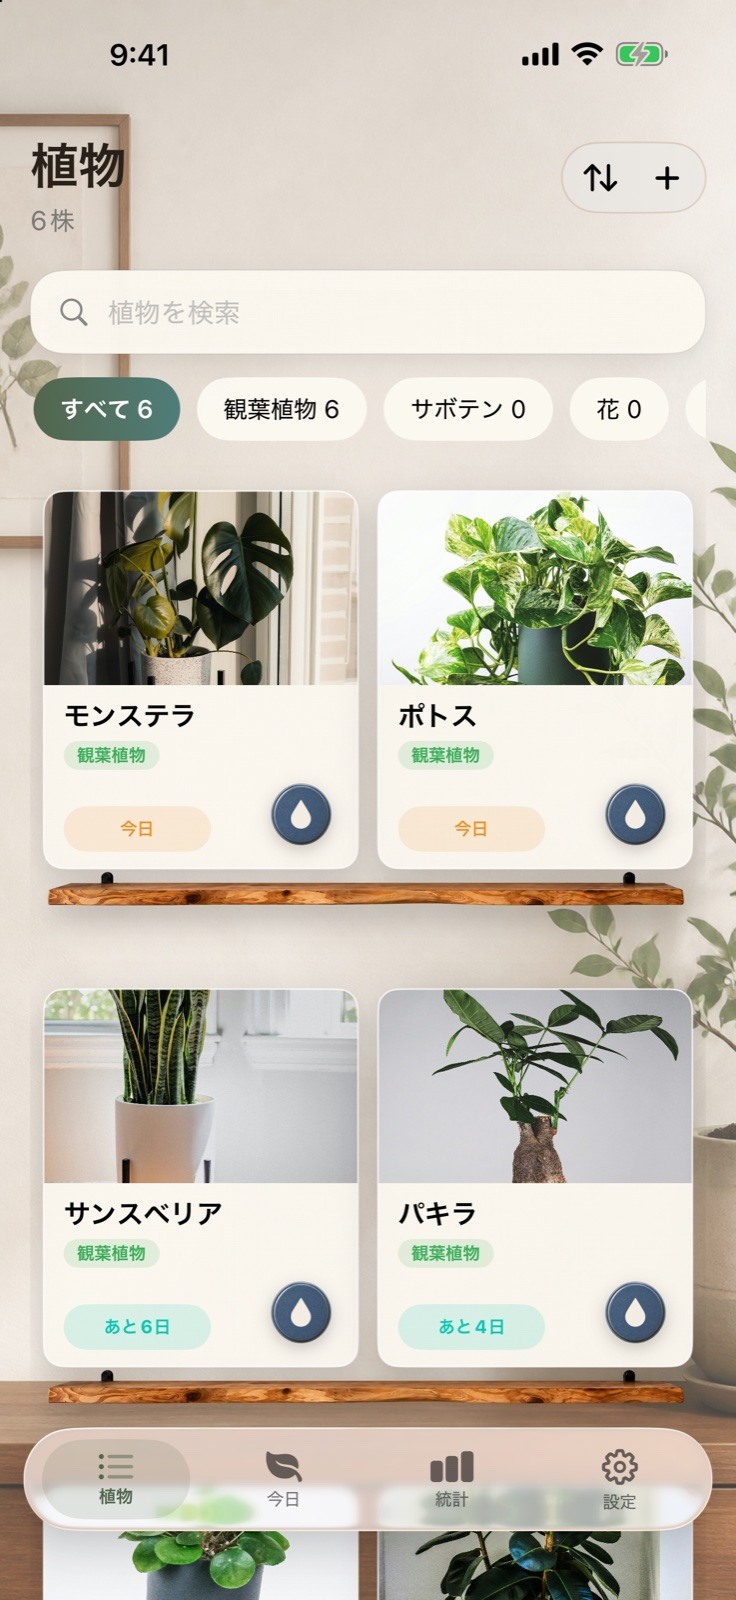 9:41
植物
6株
植物を検索
すべて 6
観葉植物 6
サボテン 0
花 0
モンステラ
観葉植物
今日
ポトス
観葉植物
今日
サンスベリア
観葉植物
あと6日
パキラ
観葉植物
あと4日
植物
今日
統計
設定